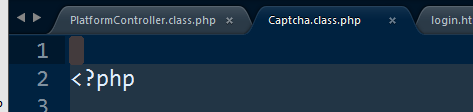 PlatformController.class.php × Captcha.class.php × login.ht
1
2 <?php
3